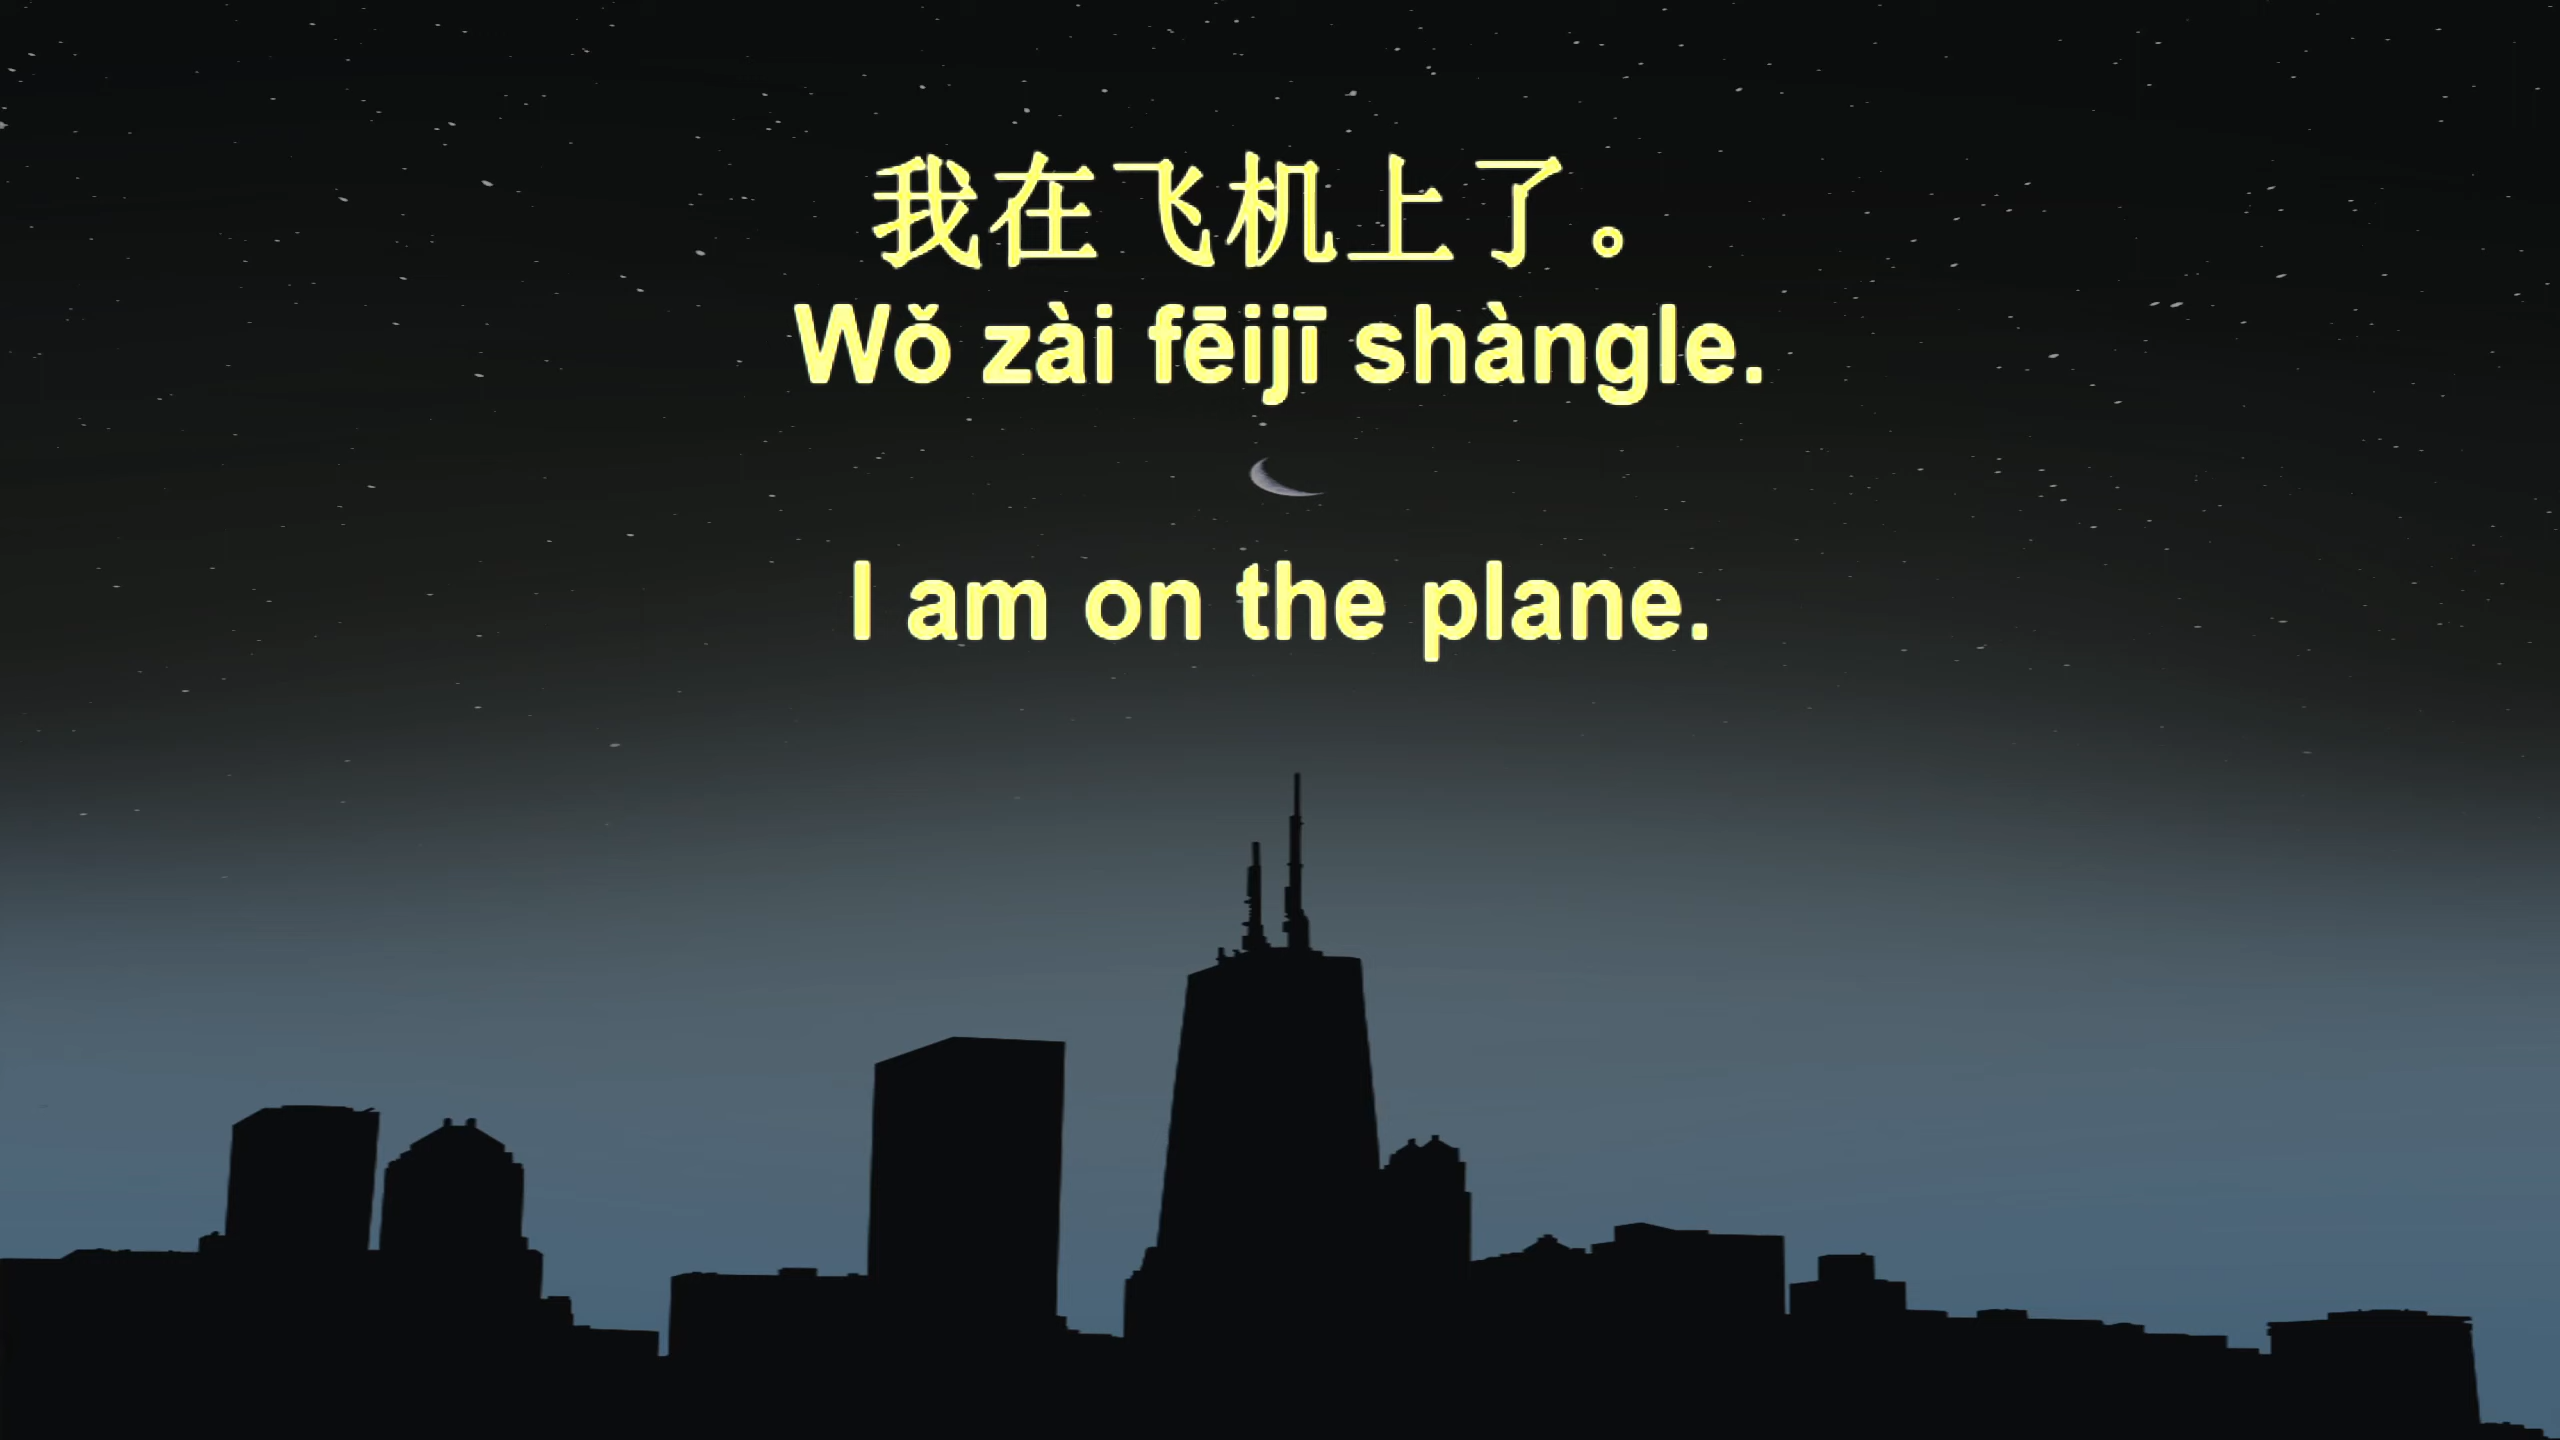 我在飞机上了。
Wǒ zài fēijī shàngle.
I am on the plane.